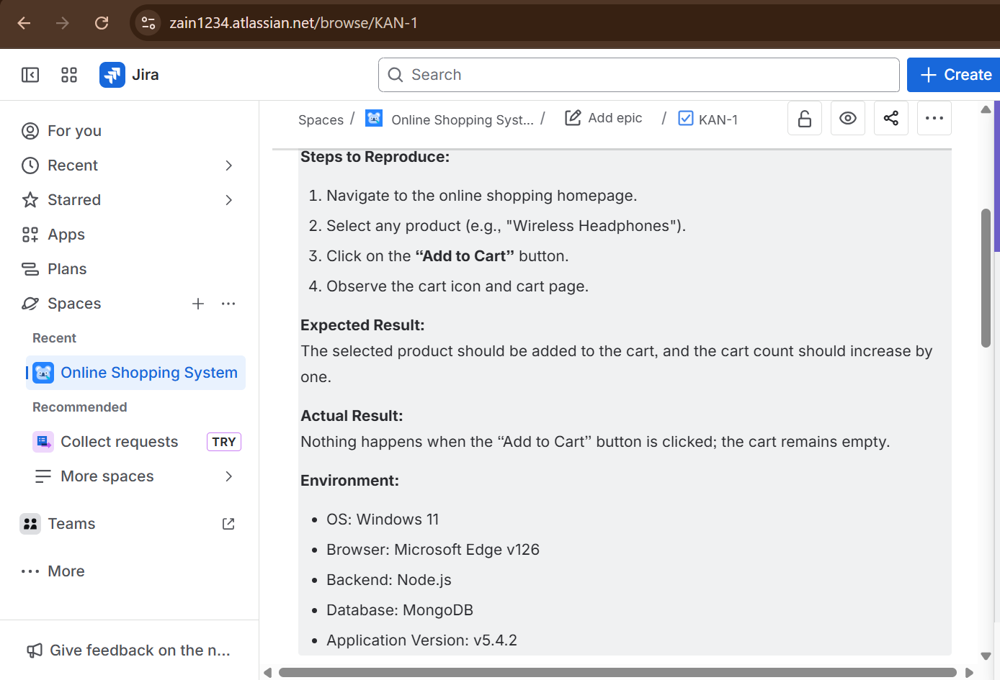 zain1234.atlassian.net/browse/KAN-1
Jira
Search
Create
For you
Recent
Starred
Apps
Plans
Spaces
Recent
Online Shopping System
Recommended
Collect requests TRY
More spaces
Teams
More
Give feedback on the n...
Spaces / Online Shopping Syst... / Add epic / KAN-1
Steps to Reproduce:
1. Navigate to the online shopping homepage.
2. Select any product (e.g., "Wireless Headphones").
3. Click on the “Add to Cart” button.
4. Observe the cart icon and cart page.
Expected Result:
The selected product should be added to the cart, and the cart count should increase by
one.
Actual Result:
Nothing happens when the “Add to Cart” button is clicked; the cart remains empty.
Environment:
• OS: Windows 11
• Browser: Microsoft Edge v126
• Backend: Node.js
• Database: MongoDB
• Application Version: v5.4.2